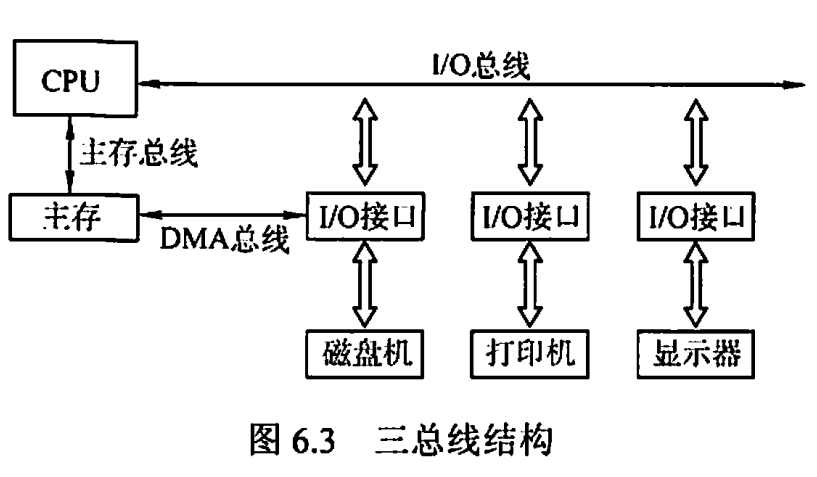 CPU
I/O总线
主存总线
主存
DMA总线
I/O接口
I/O接口
I/O接口
磁盘机
打印机
显示器
图 6.3 三总线结构